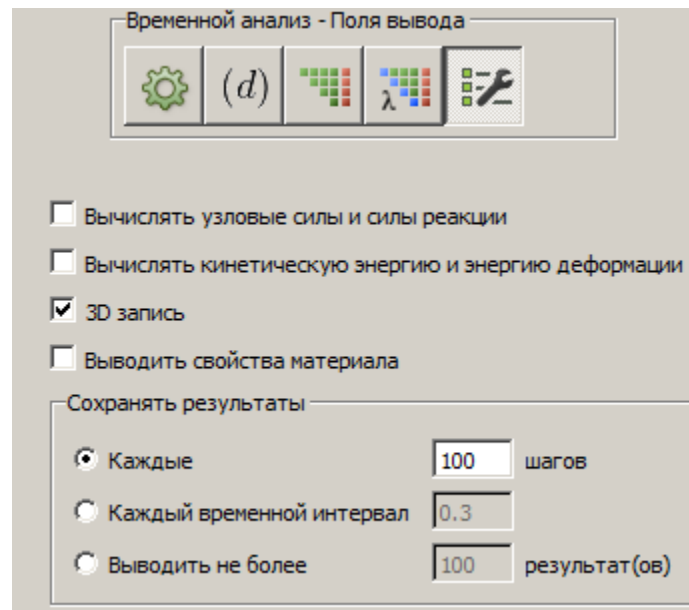 Временной анализ - Поля вывода
(d) λ
Вычислять узловые силы и силы реакции
Вычислять кинетическую энергию и энергию деформации
3D запись
Выводить свойства материала
Сохранять результаты
Каждые 100 шагов
Каждый временной интервал 0.3
Выводить не более 100 результат(ов)